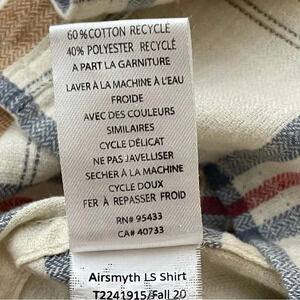 60%COTTON RECYCLÉ
40% POLYESTER RECYCLÉ
A PART LA GARNITURE
LAVER À LA MACHINE À L'EAU
FROIDE
AVEC DES COULEURS
SIMILAIRES
CYCLE DÉLICAT
NE PAS JAVELLISER
SECHER À LA MACHINE
CYCLE DOUX
FER À REPASSER FROID
RN# 95433
CA# 40733
Airsmyth LS Shirt
T2241915/Fall 20